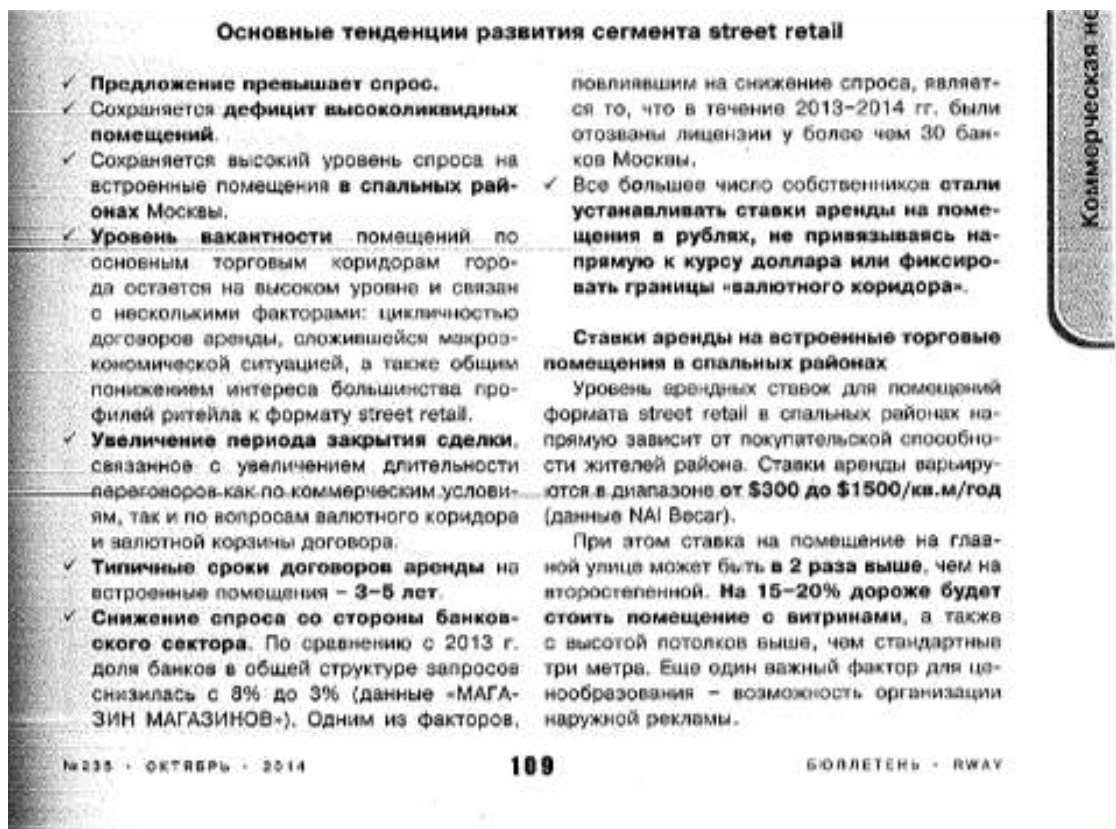 Основные тенденции развития сегмента street retail
✓ Предложение превышает спрос.
✓ Сохраняется дефицит высоколиквидных
помещений.
✓ Сохраняется высокий уровень спроса на
встроенные помещения в спальных рай-
онах Москвы.
✓ Уровень вакантности помещений по
основным торговым коридорам горо-
да остается на высоком уровне и связан
с несколькими факторами: цикличностью
договоров аренды, сложившейся макроэ-
кономической ситуацией, а также общим
понижением интереса большинства про-
филей ритейла к формату street retail.
✓ Увеличение периода закрытия сделки,
связанное с увеличением длительности
переговоров как по коммерческим услови-
ям, так и по вопросам валютного коридора
и валютной корзины договора.
✓ Типичные сроки договоров аренды на
встроенные помещения – 3–5 лет.
✓ Снижение спроса со стороны банков-
ского сектора. По сравнению с 2013 г.
доля банков в общей структуре запросов
снизилась с 8% до 3% (данные «МАГА-
ЗИН МАГАЗИНОВ»). Одним из факторов,
повлиявшим на снижение спроса, являет-
ся то, что в течение 2013–2014 гг. были
отозваны лицензии у более чем 30 бан-
ков Москвы.
✓ Все большее число собственников стали
устанавливать ставки аренды на поме-
щения в рублях, не привязываясь на-
прямую к курсу доллара или фиксиро-
вать границы «валютного коридора».
Ставки аренды на встроенные торговые
помещения в спальных районах
Уровень арендных ставок для помещений
формата street retail в спальных районах на-
прямую зависит от покупательской способно-
сти жителей района. Ставки аренды варьиру-
ются в диапазоне от $300 до $1500/кв.м/год
(данные NAI Becar).
При этом ставка на помещение на глав-
ной улице может быть в 2 раза выше, чем на
второстепенной. На 15–20% дороже будет
стоить помещение с витринами, а также
с высотой потолков выше, чем стандартные
три метра. Еще один важный фактор для це-
нообразования – возможность организации
наружной рекламы.
№235 · ОКТЯБРЬ · 2014
109
БЮЛЛЕТЕНЬ · RWAY
Коммерческая